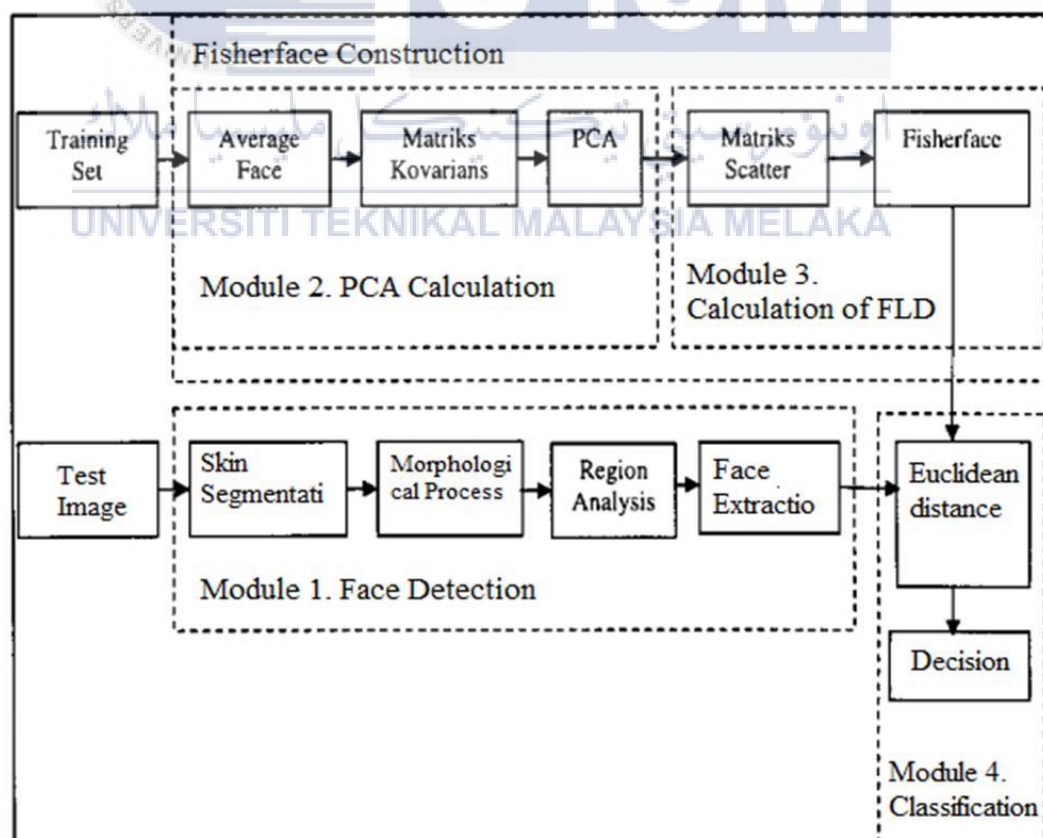 Fisherface Construction
Training
Set
Average
Face
Matriks
Kovarians
PCA
Matriks
Scatter
Fisherface
UNIVERSITI TEKNIKAL MALAYSIA MELAKA
Module 2. PCA Calculation
Module 3.
Calculation of FLD
Test
Image
Skin
Segmentati
Morphologi
cal Process
Region
Analysis
Face
Extractio
Euclidean
distance
Module 1. Face Detection
Decision
Module 4.
Classification